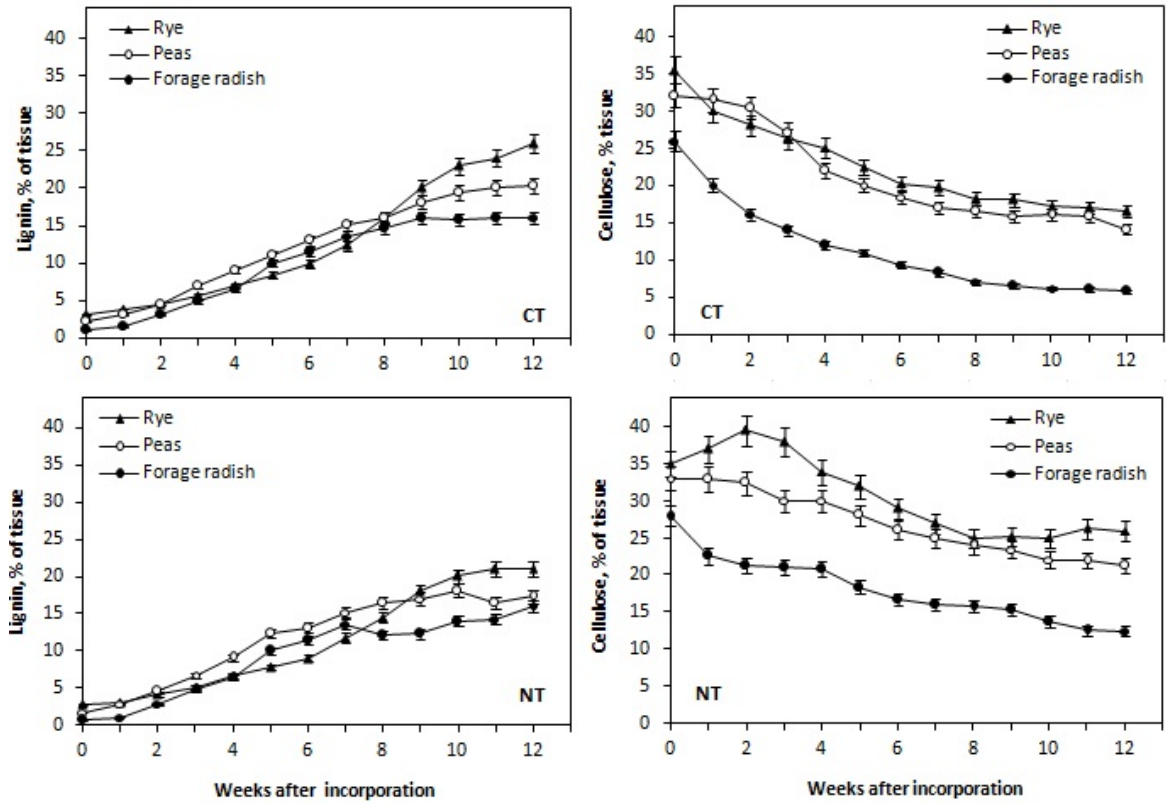 Lignin, % of tissue
40
35
30
25
20
15
10
5
0
Rye
Peas
Forage radish
CT
0 2 4 6 8 10 12
Cellulose, % tissue
40
35
30
25
20
15
10
5
0
Rye
Peas
Forage radish
CT
0 2 4 6 8 10 12
Lignin, % of tissue
40
35
30
25
20
15
10
5
0
Rye
Peas
Forage radish
NT
0 2 4 6 8 10 12
Weeks after incorporation
Cellulose, % of tissue
40
35
30
25
20
15
10
5
0
Rye
Peas
Forage radish
NT
0 2 4 6 8 10 12
Weeks after incorporation